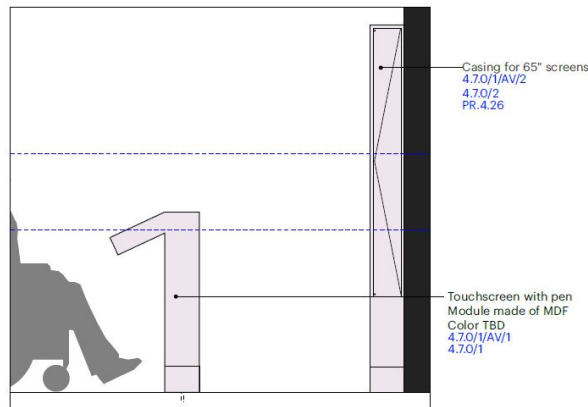 Casing for 65" screens
4.7.0/1/AV/2
4.7.0/2
PR.4.26
Touchscreen with pen
Module made of MDF
Color TBD
4.7.0/1/AV/1
4.7.0/1